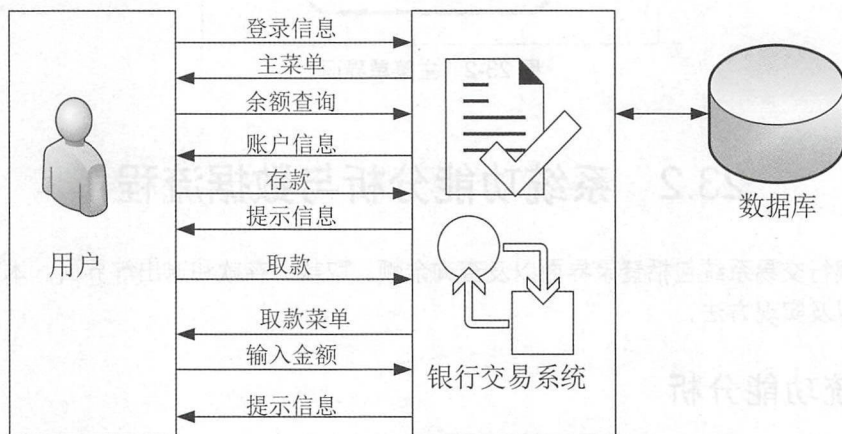 登录信息
主菜单
余额查询
账户信息
存款
提示信息
取款
取款菜单
输入金额
提示信息
用户
银行交易系统
数据库